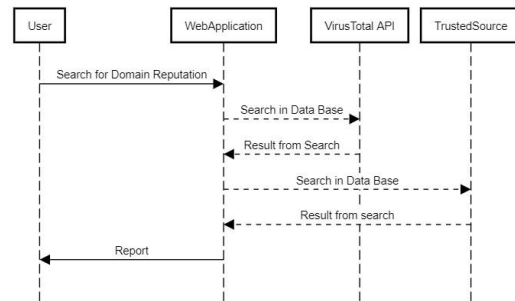 User
WebApplication
VirusTotal API
TrustedSource
Search for Domain Reputation
Search in Data Base
Result from Search
Search in Data Base
Result from search
Report